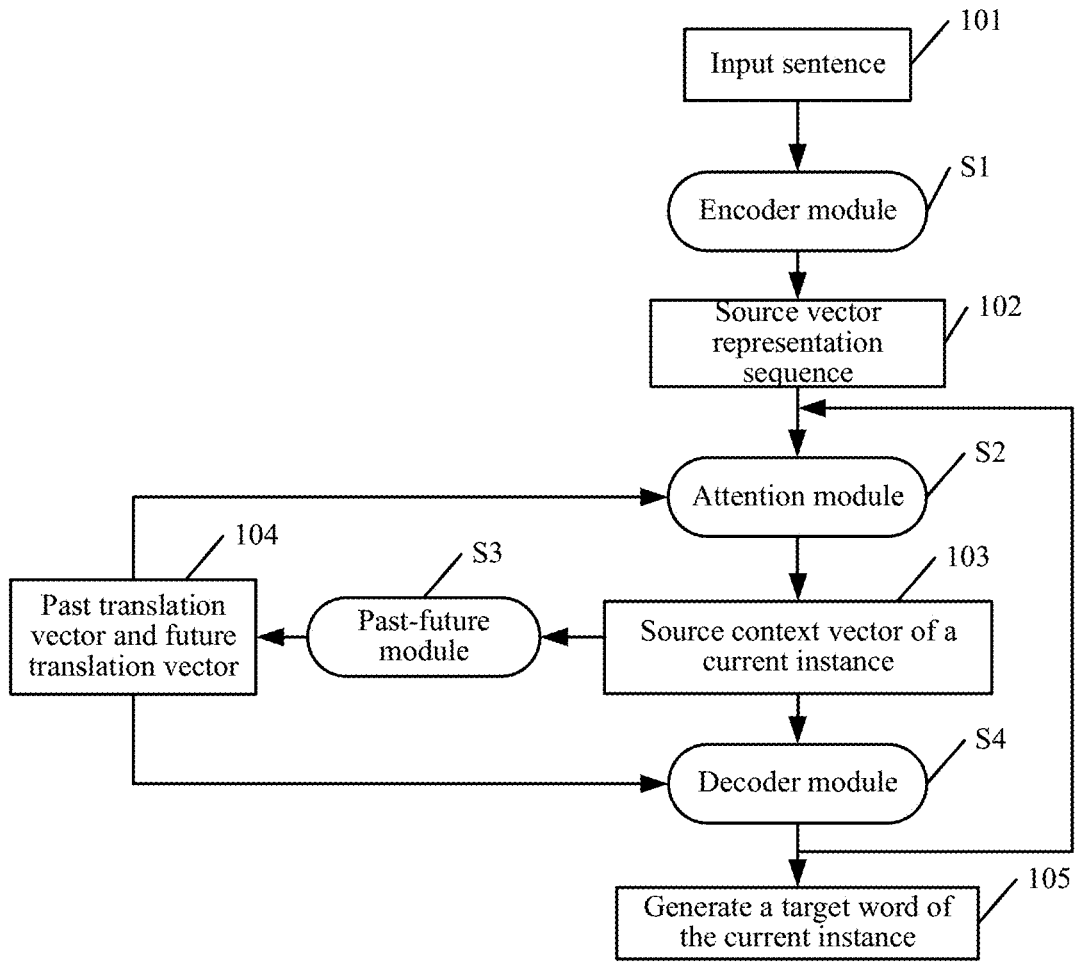 101
Input sentence
S1
Encoder module
102
Source vector
representation
sequence
S2
Attention module
104
S3
103
Past translation
vector and future
translation vector
Past-future
module
Source context vector of a
current instance
S4
Decoder module
105
Generate a target word of
the current instance